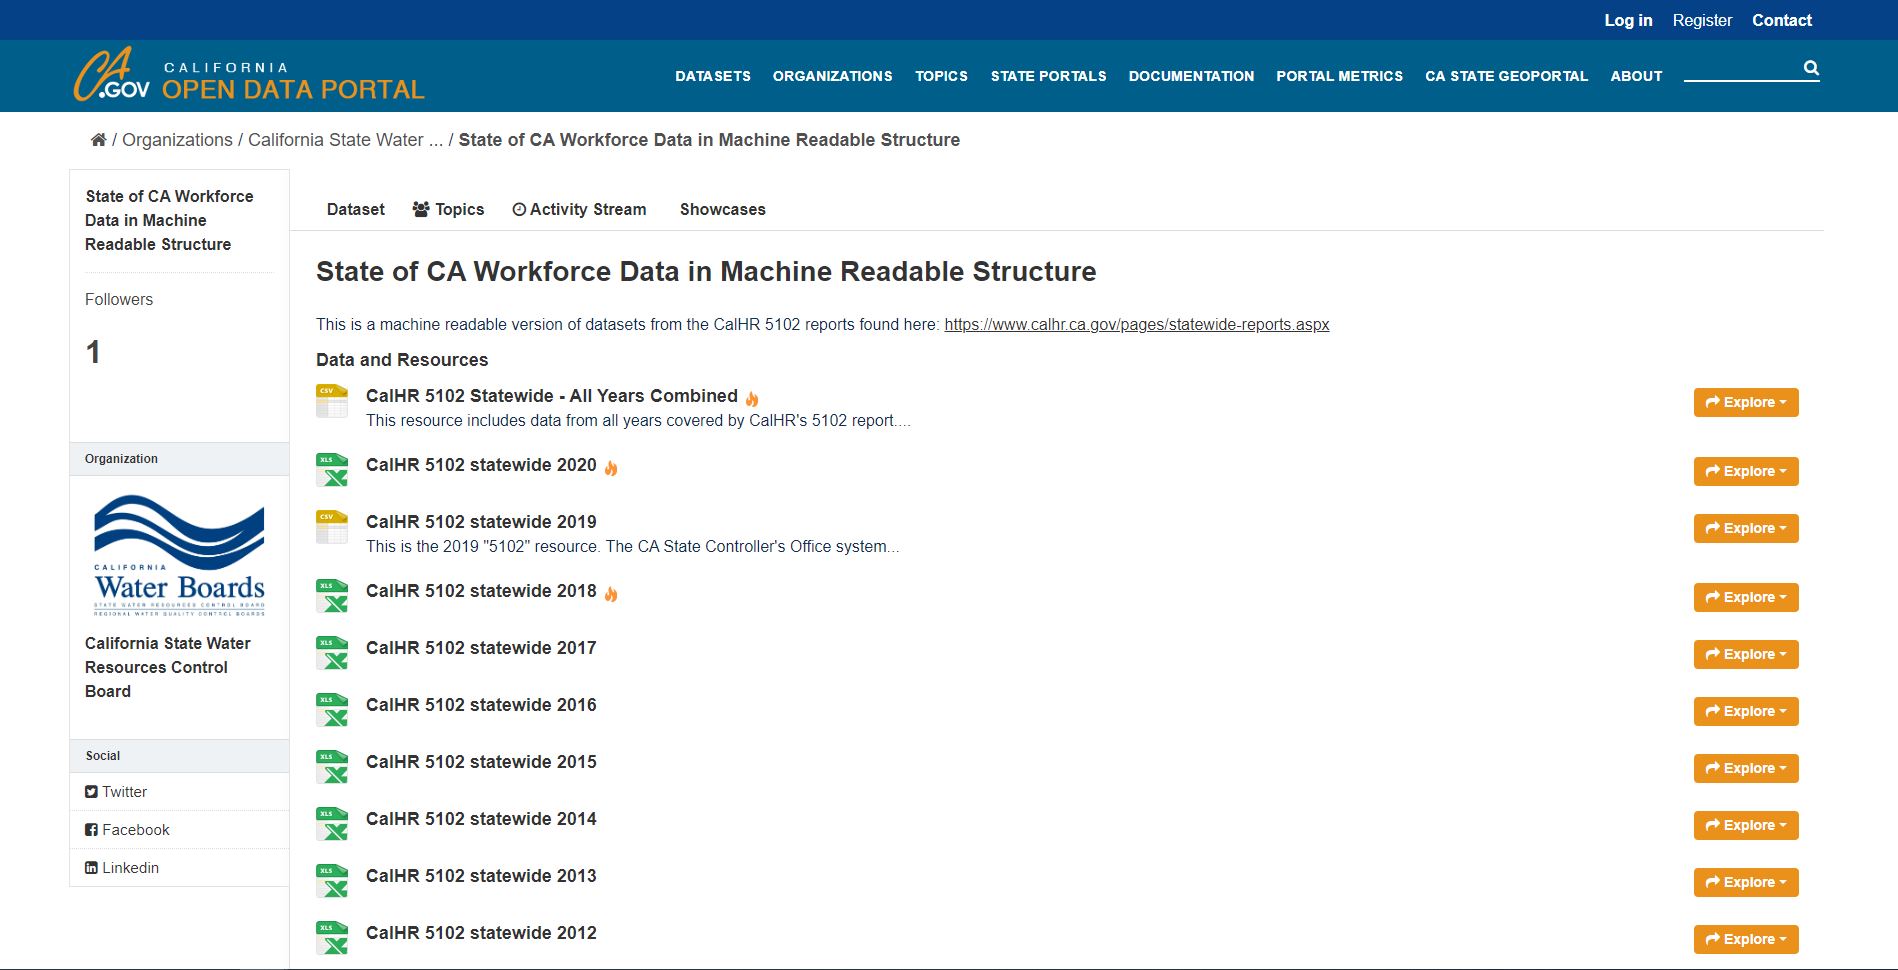 Log in Register Contact
CA.GOV CALIFORNIA OPEN DATA PORTAL
DATASETS ORGANIZATIONS TOPICS STATE PORTALS DOCUMENTATION PORTAL METRICS CA STATE GEOPORTAL ABOUT
/ Organizations / California State Water ... / State of CA Workforce Data in Machine Readable Structure
State of CA Workforce
Data in Machine
Readable Structure
Followers
1
Organization
CALIFORNIA
Water Boards
STATE WATER RESOURCES CONTROL BOARD
REGIONAL WATER QUALITY CONTROL BOARDS
California State Water
Resources Control
Board
Social
Twitter
Facebook
Linkedin
Dataset Topics Activity Stream Showcases
State of CA Workforce Data in Machine Readable Structure
This is a machine readable version of datasets from the CalHR 5102 reports found here: https://www.calhr.ca.gov/pages/statewide-reports.aspx
Data and Resources
CSV CalHR 5102 Statewide - All Years Combined Explore
This resource includes data from all years covered by CalHR's 5102 report....
XLS CalHR 5102 statewide 2020 Explore
CSV CalHR 5102 statewide 2019 Explore
This is the 2019 "5102" resource. The CA State Controller's Office system...
XLS CalHR 5102 statewide 2018 Explore
XLS CalHR 5102 statewide 2017 Explore
XLS CalHR 5102 statewide 2016 Explore
XLS CalHR 5102 statewide 2015 Explore
XLS CalHR 5102 statewide 2014 Explore
XLS CalHR 5102 statewide 2013 Explore
XLS CalHR 5102 statewide 2012 Explore